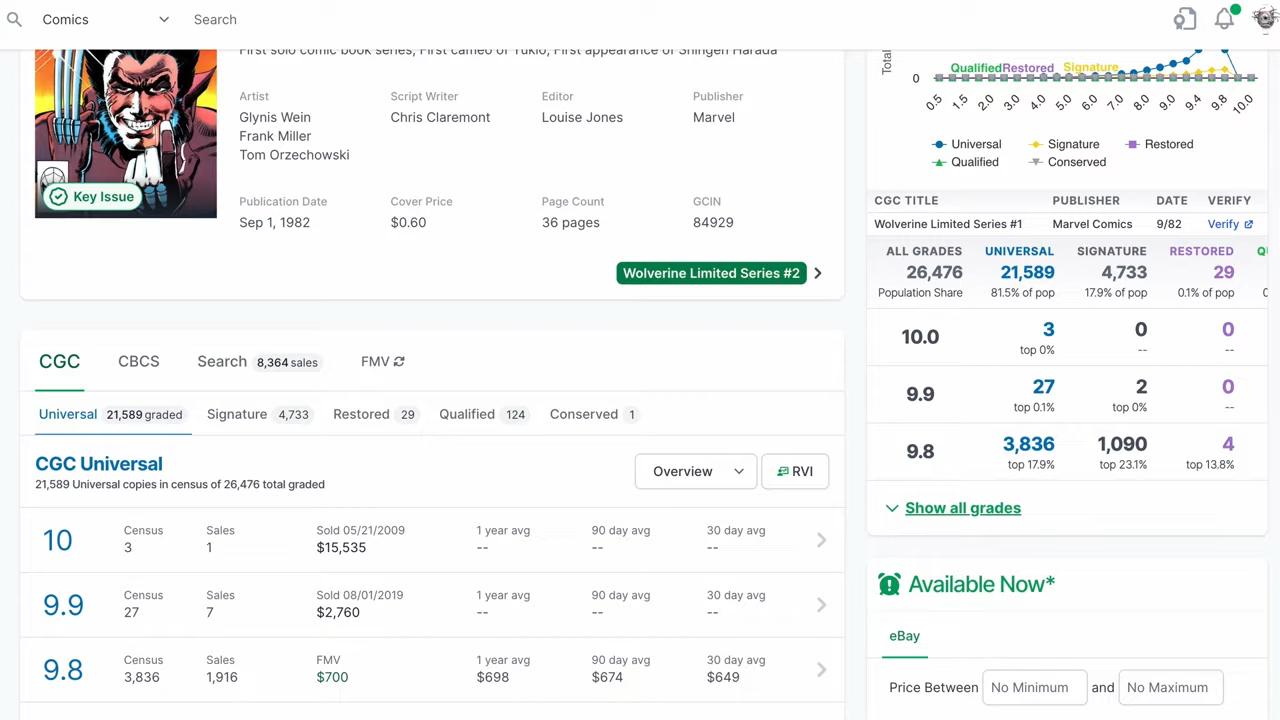 Comics
Search
First solo comic book series, First cameo of Yukio, First appearance of Shingen Harada
Key Issue
Artist
Glynis Wein
Frank Miller
Tom Orzechowski
Script Writer
Chris Claremont
Editor
Louise Jones
Publisher
Marvel
Publication Date
Sep 1, 1982
Cover Price
$0.60
Page Count
36 pages
GCIN
84929
Wolverine Limited Series #2
CGC
CBCS
Search 8,364 sales
FMV
Universal 21,589 graded
Signature 4,733
Restored 29
Qualified 124
Conserved 1
CGC Universal
21,589 Universal copies in census of 26,476 total graded
Overview
RVI
10
Census
3
Sales
1
Sold 05/21/2009
$15,535
1 year avg
--
90 day avg
--
30 day avg
--
9.9
Census
27
Sales
7
Sold 08/01/2019
$2,760
1 year avg
--
90 day avg
--
30 day avg
--
9.8
Census
3,836
Sales
1,916
FMV
$700
1 year avg
$698
90 day avg
$674
30 day avg
$649
Total
0
Qualified
Restored
Signature
0.5 1.5 2.0 3.0 4.0 5.0 6.0 7.0 8.0 9.0 9.4 9.8 10.0
Universal
Signature
Restored
Qualified
Conserved
CGC TITLE PUBLISHER DATE VERIFY
Wolverine Limited Series #1 Marvel Comics 9/82 Verify
ALL GRADES UNIVERSAL SIGNATURE RESTORED
26,476 21,589 4,733 29
Population Share 81.5% of pop 17.9% of pop 0.1% of pop
10.0 3 0 0
top 0% -- --
9.9 27 2 0
top 0.1% top 0% --
9.8 3,836 1,090 4
top 17.9% top 23.1% top 13.8%
Show all grades
Available Now*
eBay
Price Between No Minimum and No Maximum